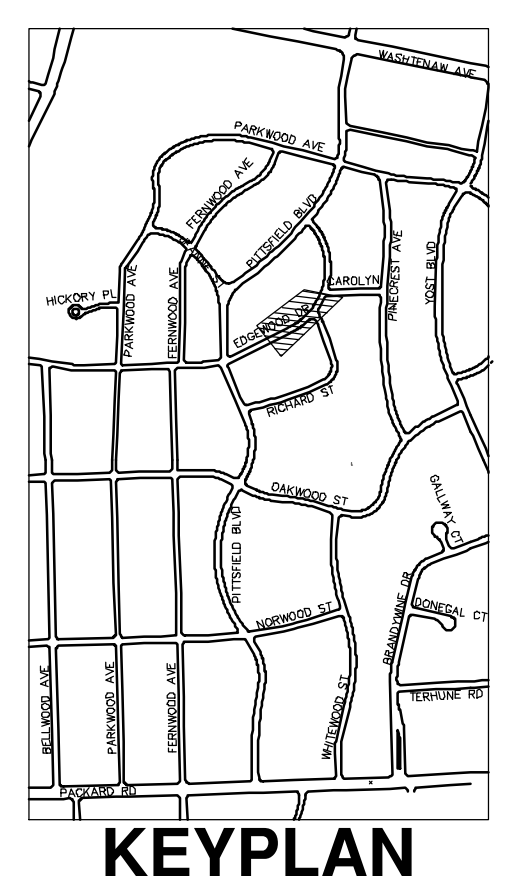 WASHTENAW AVE
PARKWOOD AVE
FERNWOOD AVE
PITTSFIELD BLVD
PINECREST AVE
YOST BLVD
CAROLYN
HICKORY PL
PARKWOOD AVE
FERNWOOD AVE
EDGEWOOD DR
RICHARD ST
OAKWOOD ST
GALLWAY CT
PITTSFIELD BLVD
NORWOOD ST
BRANDYWINE DR
DONEGAL CT
BELLWOOD AVE
PARKWOOD AVE
FERNWOOD AVE
WHITEWOOD ST
TERHUNE RD
PACKARD RD
KEYPLAN